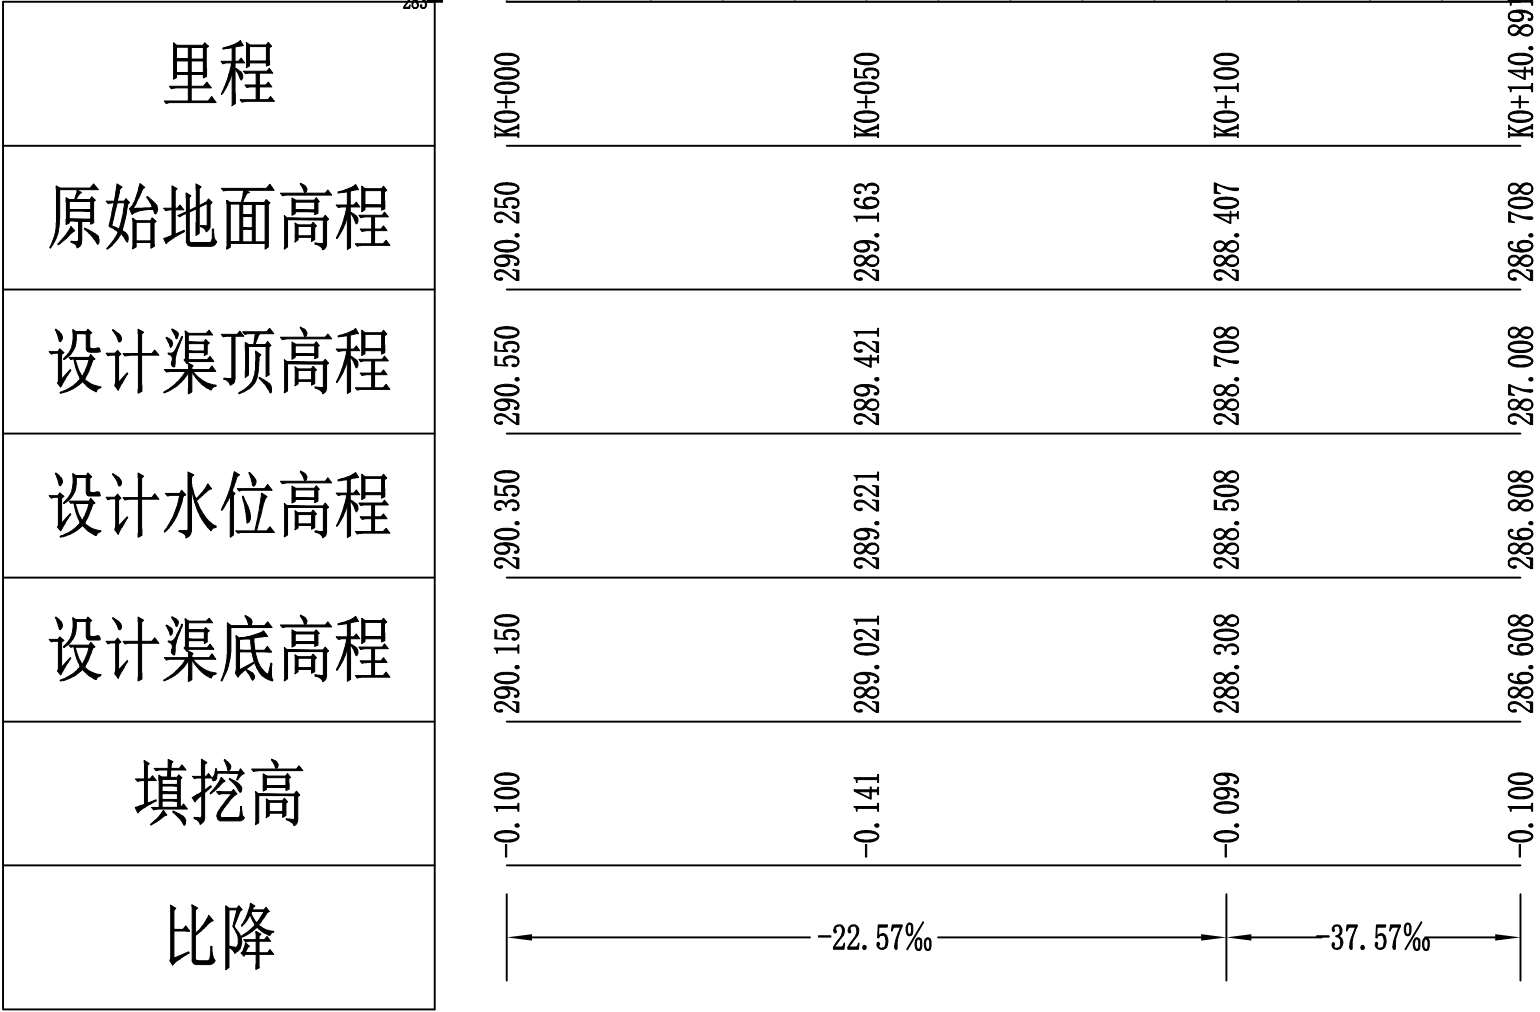 285
里程 K0+000 K0+050 K0+100 K0+140.891
原始地面高程 290.250 289.163 288.407 286.708
设计渠顶高程 290.550 289.421 288.708 287.008
设计水位高程 290.350 289.221 288.508 286.808
设计渠底高程 290.150 289.021 288.308 286.608
填挖高 -0.100 -0.141 -0.099 -0.100
比降 -22.57‰ -37.57‰